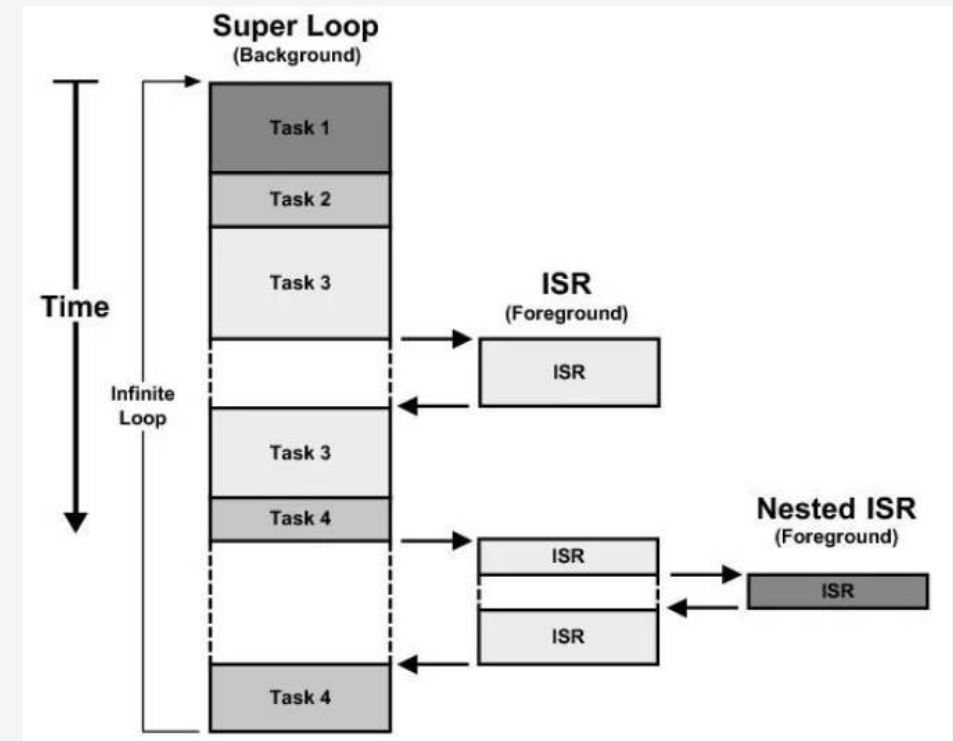 Super Loop
(Background)
Task 1
Task 2
Task 3
Time
ISR
(Foreground)
ISR
Infinite
Loop
Task 3
Task 4
Nested ISR
(Foreground)
ISR
ISR
ISR
Task 4